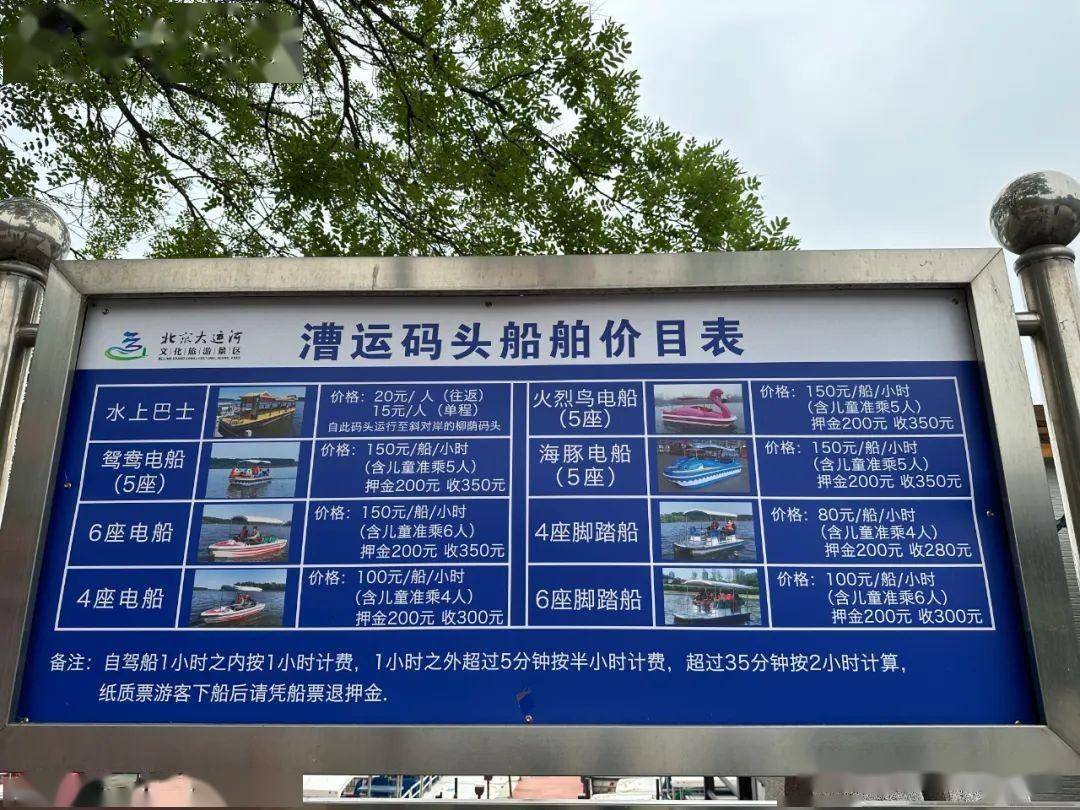 北京大运河
文化旅游景区
漕运码头船舶价目表
水上巴士
价格：20元/人（往返）
15元/人（单程）
自此码头运行至斜对岸的柳荫码头
鸳鸯电船
（5座）
价格：150元/船/小时
（含儿童准乘5人）
押金200元 收350元
6座电船
价格：150元/船/小时
（含儿童准乘6人）
押金200元 收350元
4座电船
价格：100元/船/小时
（含儿童准乘4人）
押金200元 收300元
火烈鸟电船
（5座）
价格：150元/船/小时
（含儿童准乘5人）
押金200元 收350元
海豚电船
（5座）
价格：150元/船/小时
（含儿童准乘5人）
押金200元 收350元
4座脚踏船
价格：80元/船/小时
（含儿童准乘4人）
押金200元 收280元
6座脚踏船
价格：100元/船/小时
（含儿童准乘6人）
押金200元 收300元
备注：自驾船1小时之内按1小时计费，1小时之外超过5分钟按半小时计费，超过35分钟按2小时计算，
纸质票游客下船后请凭船票退押金.